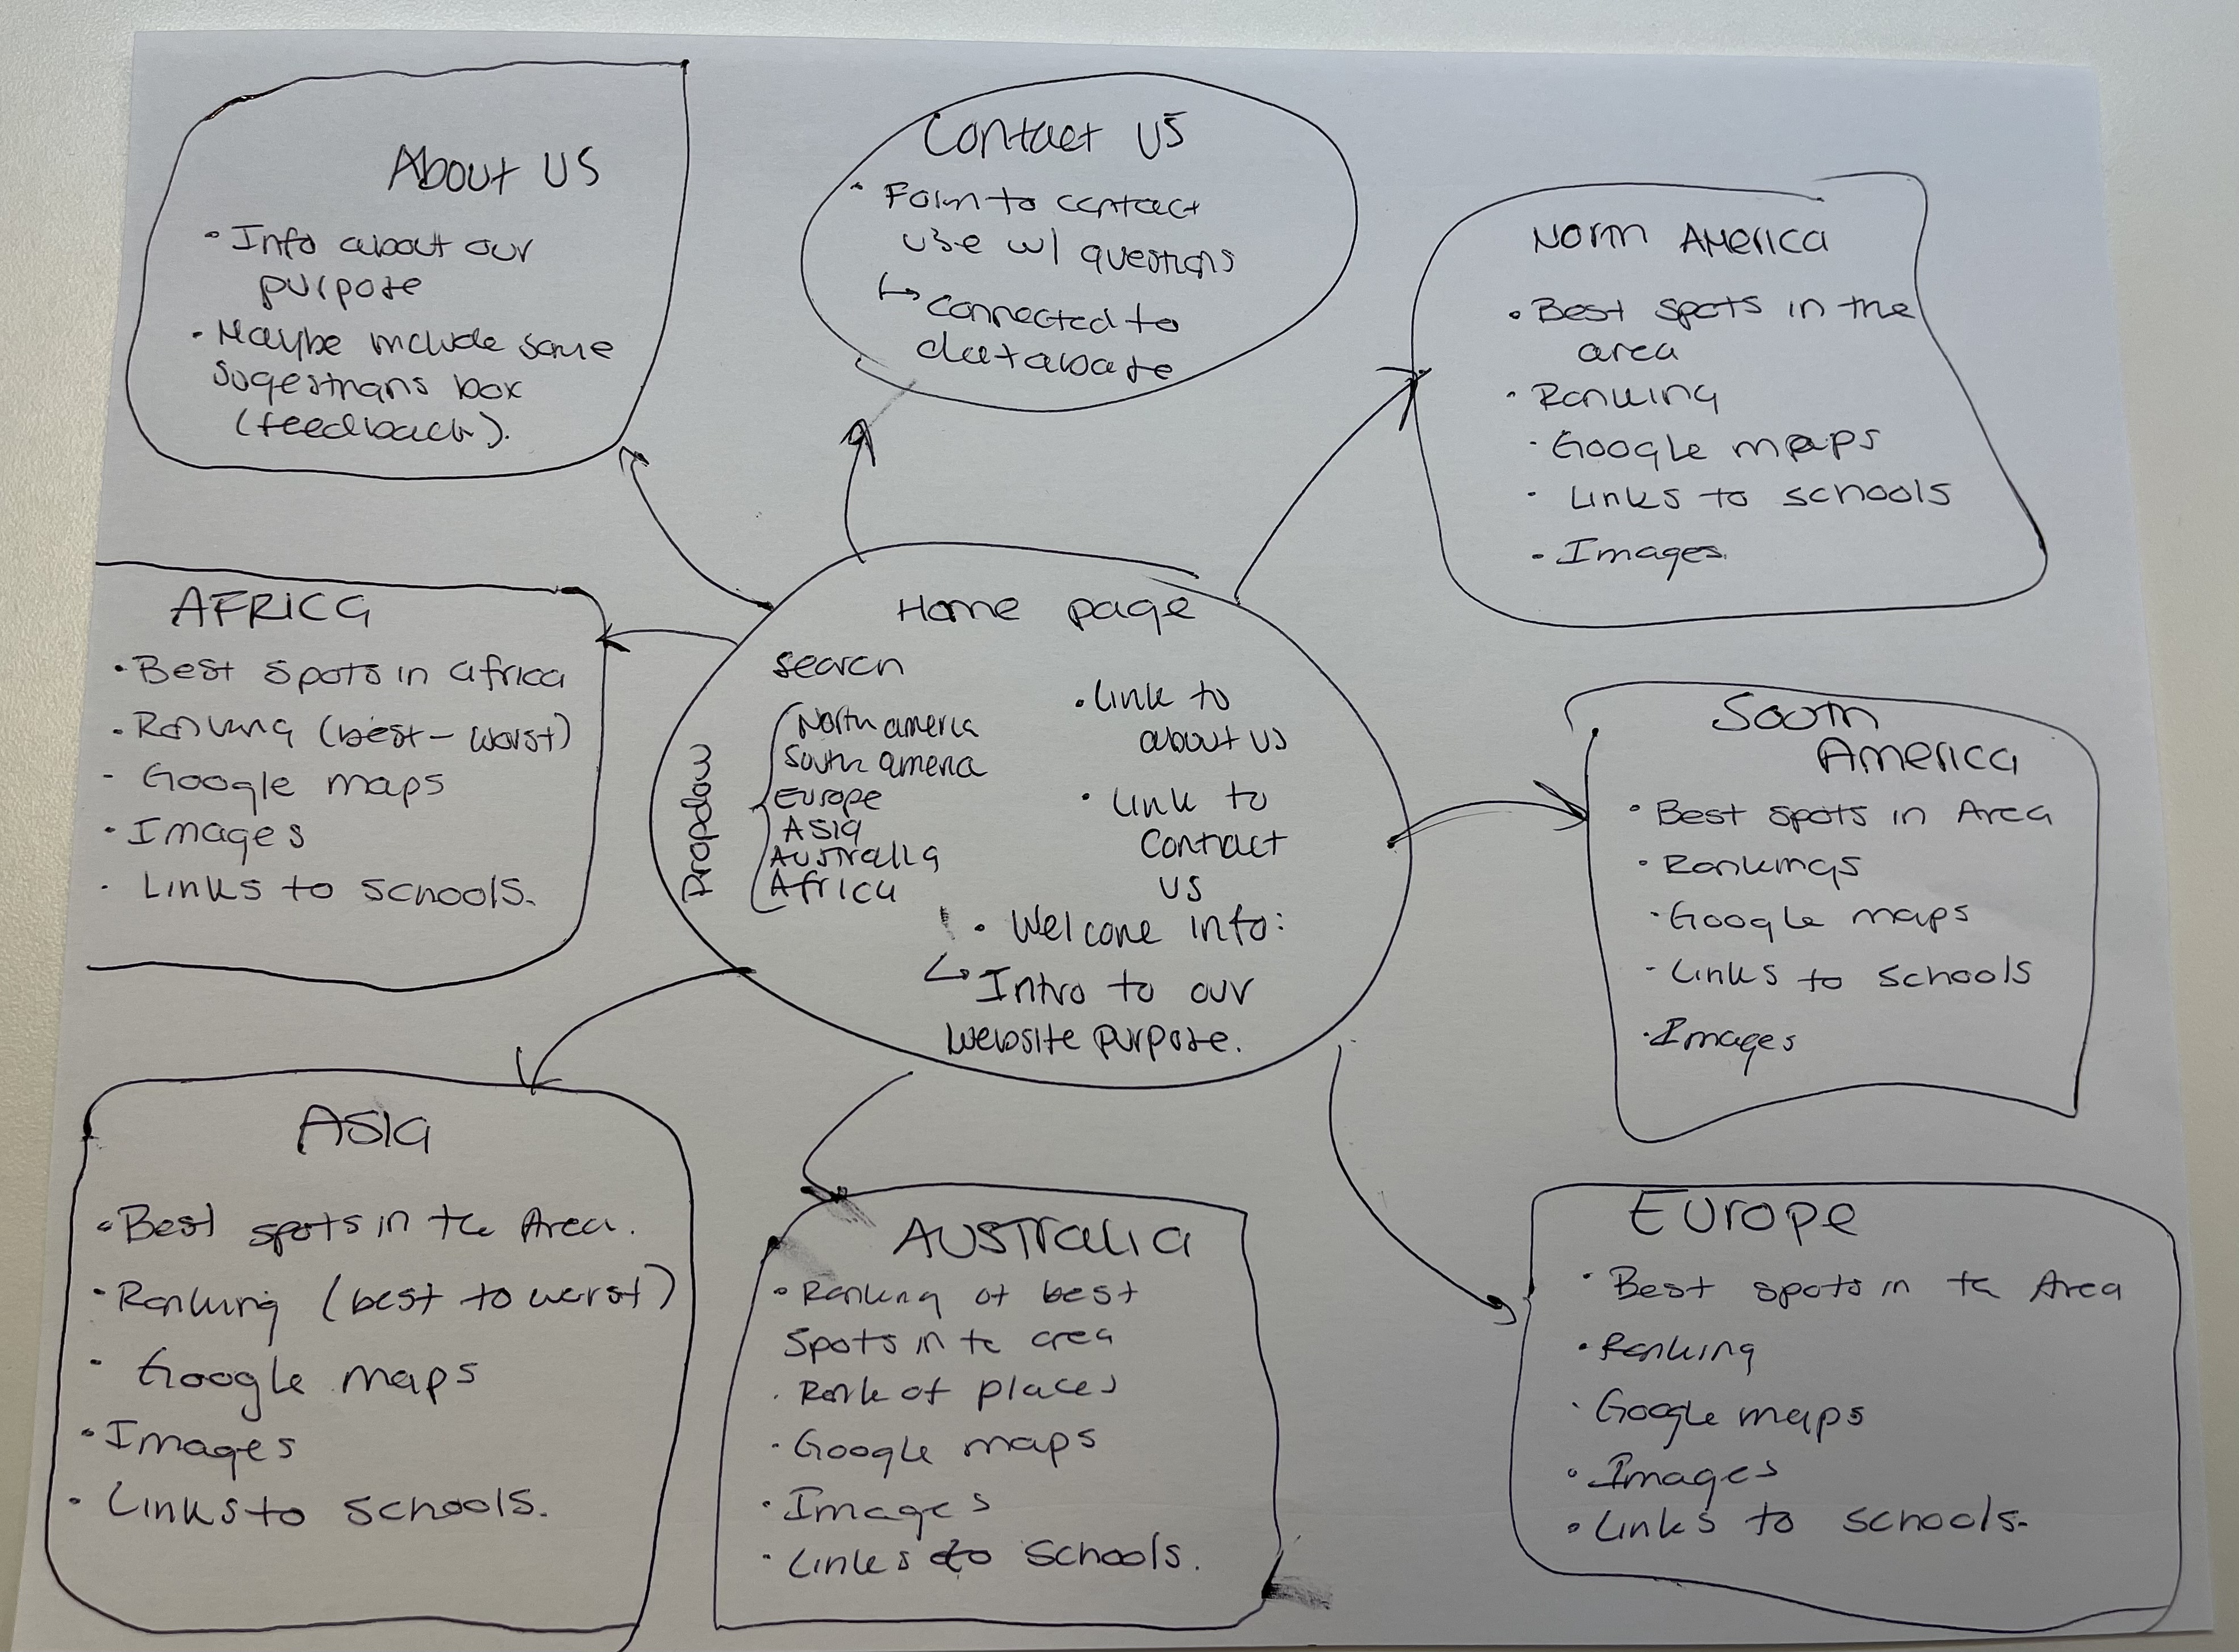 About US
• Info about our
purpose
• Maybe include some
sugestians box
(feedback).
Contact US
• Form to contact
use w/ questions
↳ connected to
database
North America
• Best spots in the
area
• Ranking
• Google maps
• Links to schools
- Images
AFRICA
• Best spots in africa
• Ranking (best - worst)
- Google maps
• Images
• Links to schools.
Home page
search
Dropdow
North america
South america
Europe
Asia
Australia
Africa
• Link to
about us
• Link to
Contact
US
• Welcome info:
↳ Intro to our
website purpose.
South
America
• Best spots in Area
• Rankings
• Google maps
- Links to schools
• Images
ASIA
• Best spots in the Area.
• Ranking (best to worst)
• Google maps
• Images
• Links to schools.
AUSTralia
• Ranking of best
spots in te area
• Rank of places
• Google maps
• Images
• Links to schools.
Europe
• Best spots in te Area
• Ranking
• Google maps
• Images
• Links to schools.